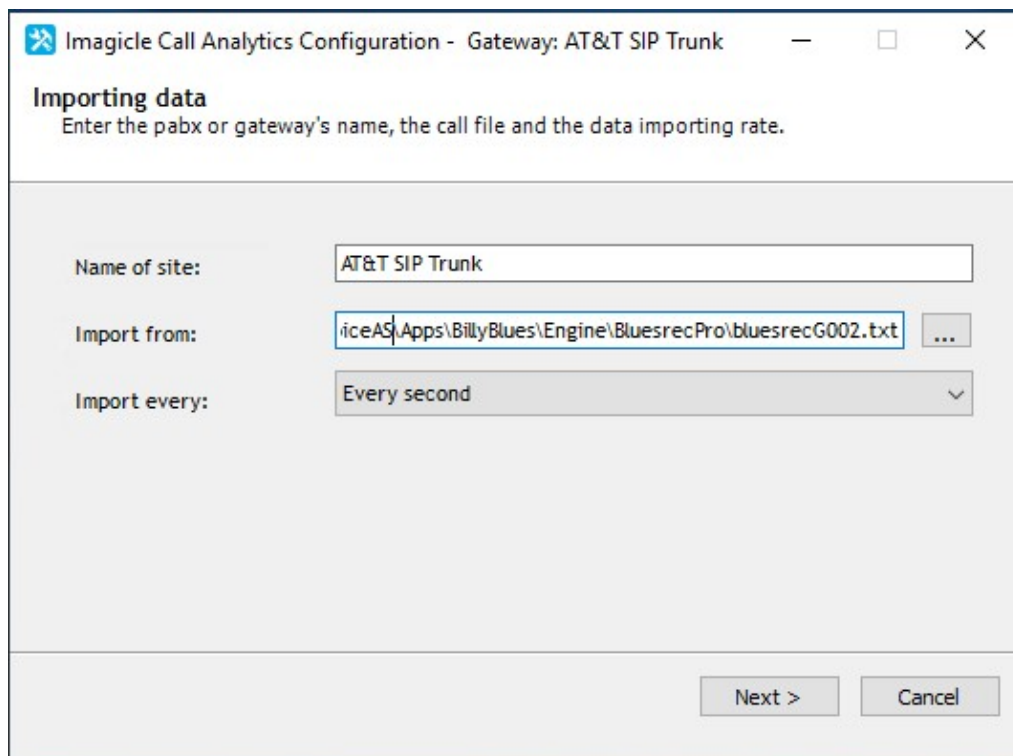 Imagicle Call Analytics Configuration - Gateway: AT&T SIP Trunk
Importing data
Enter the pabx or gateway's name, the call file and the data importing rate.
Name of site: AT&T SIP Trunk
Import from: iceAS\Apps\BillyBlues\Engine\BluesrecPro\bluesrecG002.txt ...
Import every: Every second
Next > Cancel